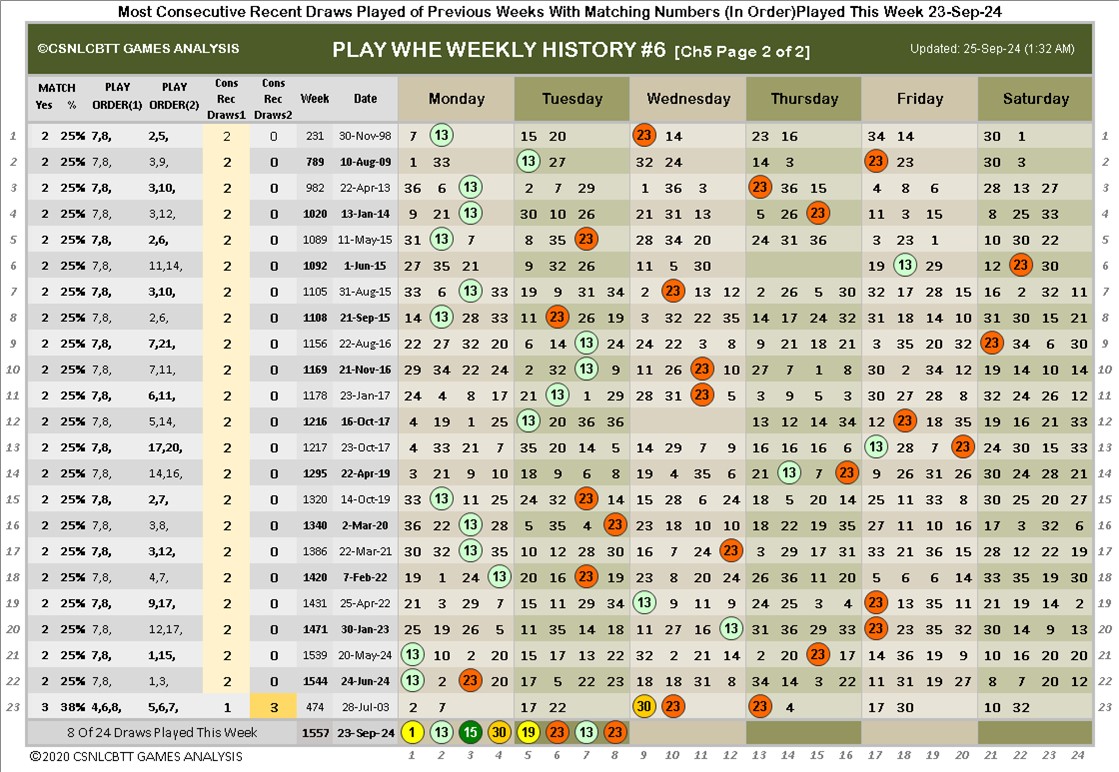 Most Consecutive Recent Draws Played of Previous Weeks With Matching Numbers (In Order)Played This Week 23-Sep-24
©CSNLCBTT GAMES ANALYSIS PLAY WHE WEEKLY HISTORY #6 [Ch5 Page 2 of 2] Updated: 25-Sep-24 (1:32 AM)
MATCH PLAY PLAY Cons Cons
Yes % ORDER(1) ORDER(2) Rec Rec Week Date Monday Tuesday Wednesday Thursday Friday Saturday
Draws1 Draws2
1 2 25% 7,8, 2,5, 2 0 231 30-Nov-98 7 13 15 20 23 14 23 16 34 14 30 1 1
2 2 25% 7,8, 3,9, 2 0 789 10-Aug-09 1 33 13 27 32 24 14 3 23 23 30 3 2
3 2 25% 7,8, 3,10, 2 0 982 22-Apr-13 36 6 13 2 7 29 1 36 3 23 36 15 4 8 6 28 13 27 3
4 2 25% 7,8, 3,12, 2 0 1020 13-Jan-14 9 21 13 30 10 26 21 31 13 5 26 23 11 3 15 8 25 33 4
5 2 25% 7,8, 2,6, 2 0 1089 11-May-15 31 13 7 8 35 23 28 34 20 24 31 36 3 23 1 10 30 22 5
6 2 25% 7,8, 11,14, 2 0 1092 1-Jun-15 27 35 21 9 32 26 11 5 30 19 13 29 12 23 30 6
7 2 25% 7,8, 3,10, 2 0 1105 31-Aug-15 33 6 13 33 19 9 31 34 2 23 13 12 2 26 5 30 32 17 28 15 16 2 32 11 7
8 2 25% 7,8, 2,6, 2 0 1108 21-Sep-15 14 13 28 33 11 23 26 19 3 32 22 35 14 17 24 32 31 18 14 10 31 30 15 21 8
9 2 25% 7,8, 7,21, 2 0 1156 22-Aug-16 22 27 32 20 6 14 13 24 9 22 3 8 9 21 18 21 3 35 20 32 23 34 6 30 9
10 2 25% 7,8, 7,11, 2 0 1169 21-Nov-16 29 34 22 24 2 32 13 9 11 26 23 10 27 7 1 8 30 2 34 12 19 14 10 14 10
11 2 25% 7,8, 6,11, 2 0 1178 23-Jan-17 24 4 8 17 21 13 1 29 28 31 23 5 3 9 5 3 30 27 28 8 32 24 26 12 11
12 2 25% 7,8, 5,14, 2 0 1216 16-Oct-17 4 19 1 25 13 20 36 36 13 12 14 34 12 23 18 35 19 16 21 33 12
13 2 25% 7,8, 17,20, 2 0 1217 23-Oct-17 4 33 21 7 35 20 14 5 14 29 7 9 16 16 16 6 13 28 7 23 24 30 15 33 13
14 2 25% 7,8, 14,16, 2 0 1295 22-Apr-19 3 21 9 10 18 9 6 8 19 4 35 6 21 13 7 23 9 26 31 26 30 24 28 21 14
15 2 25% 7,8, 2,7, 2 0 1320 14-Oct-19 33 13 11 25 24 32 23 14 15 28 6 24 18 5 20 14 25 11 33 8 30 25 20 27 15
16 2 25% 7,8, 3,8, 2 0 1340 2-Mar-20 36 22 13 28 5 35 4 23 23 18 10 10 18 22 19 35 27 11 10 16 17 3 32 6 16
17 2 25% 7,8, 3,12, 2 0 1386 22-Mar-21 30 32 13 35 10 12 28 30 16 7 24 23 3 29 17 31 33 21 36 15 28 12 22 19 17
18 2 25% 7,8, 4,7, 2 0 1420 7-Feb-22 19 1 24 13 20 16 23 19 23 8 20 24 26 36 11 20 5 6 6 14 33 35 19 30 18
19 2 25% 7,8, 9,17, 2 0 1431 25-Apr-22 21 3 29 7 15 11 29 34 13 9 11 9 24 25 3 4 23 13 35 11 21 19 14 2 19
20 2 25% 7,8, 12,17, 2 0 1471 30-Jan-23 25 19 26 5 11 35 14 18 11 27 16 13 31 36 29 33 23 23 35 32 30 14 9 13 20
21 2 25% 7,8, 1,15, 2 0 1539 20-May-24 13 10 2 20 15 17 13 22 32 2 21 14 2 20 23 17 14 36 19 9 10 16 20 20 21
22 2 25% 7,8, 1,3, 2 0 1544 24-Jun-24 13 2 23 20 17 5 22 23 18 18 31 8 34 14 3 22 11 31 19 27 8 7 20 12 22
23 3 38% 4,6,8, 5,6,7, 1 3 474 28-Jul-03 2 7 17 22 30 23 23 4 17 30 10 32 23
8 Of 24 Draws Played This Week 1557 23-Sep-24 1 13 15 30 19 23 13 23
©2020 CSNLCBTT GAMES ANALYSIS 1 2 3 4 5 6 7 8 9 10 11 12 13 14 15 16 17 18 19 20 21 22 23 24